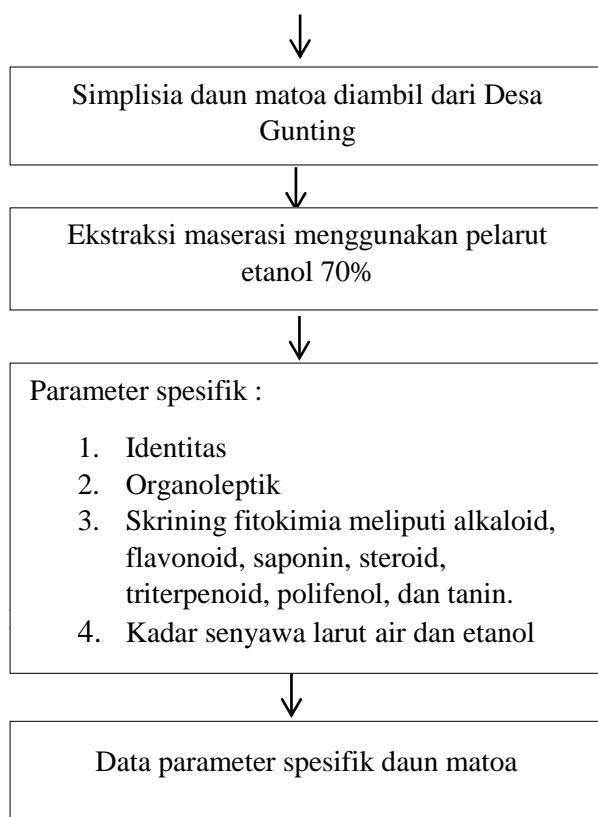 Simplisia daun matoa diambil dari Desa
Gunting
Ekstraksi maserasi menggunakan pelarut
etanol 70%
Parameter spesifik :
1. Identitas
2. Organoleptik
3. Skrining fitokimia meliputi alkaloid,
flavonoid, saponin, steroid,
triterpenoid, polifenol, dan tanin.
4. Kadar senyawa larut air dan etanol
Data parameter spesifik daun matoa